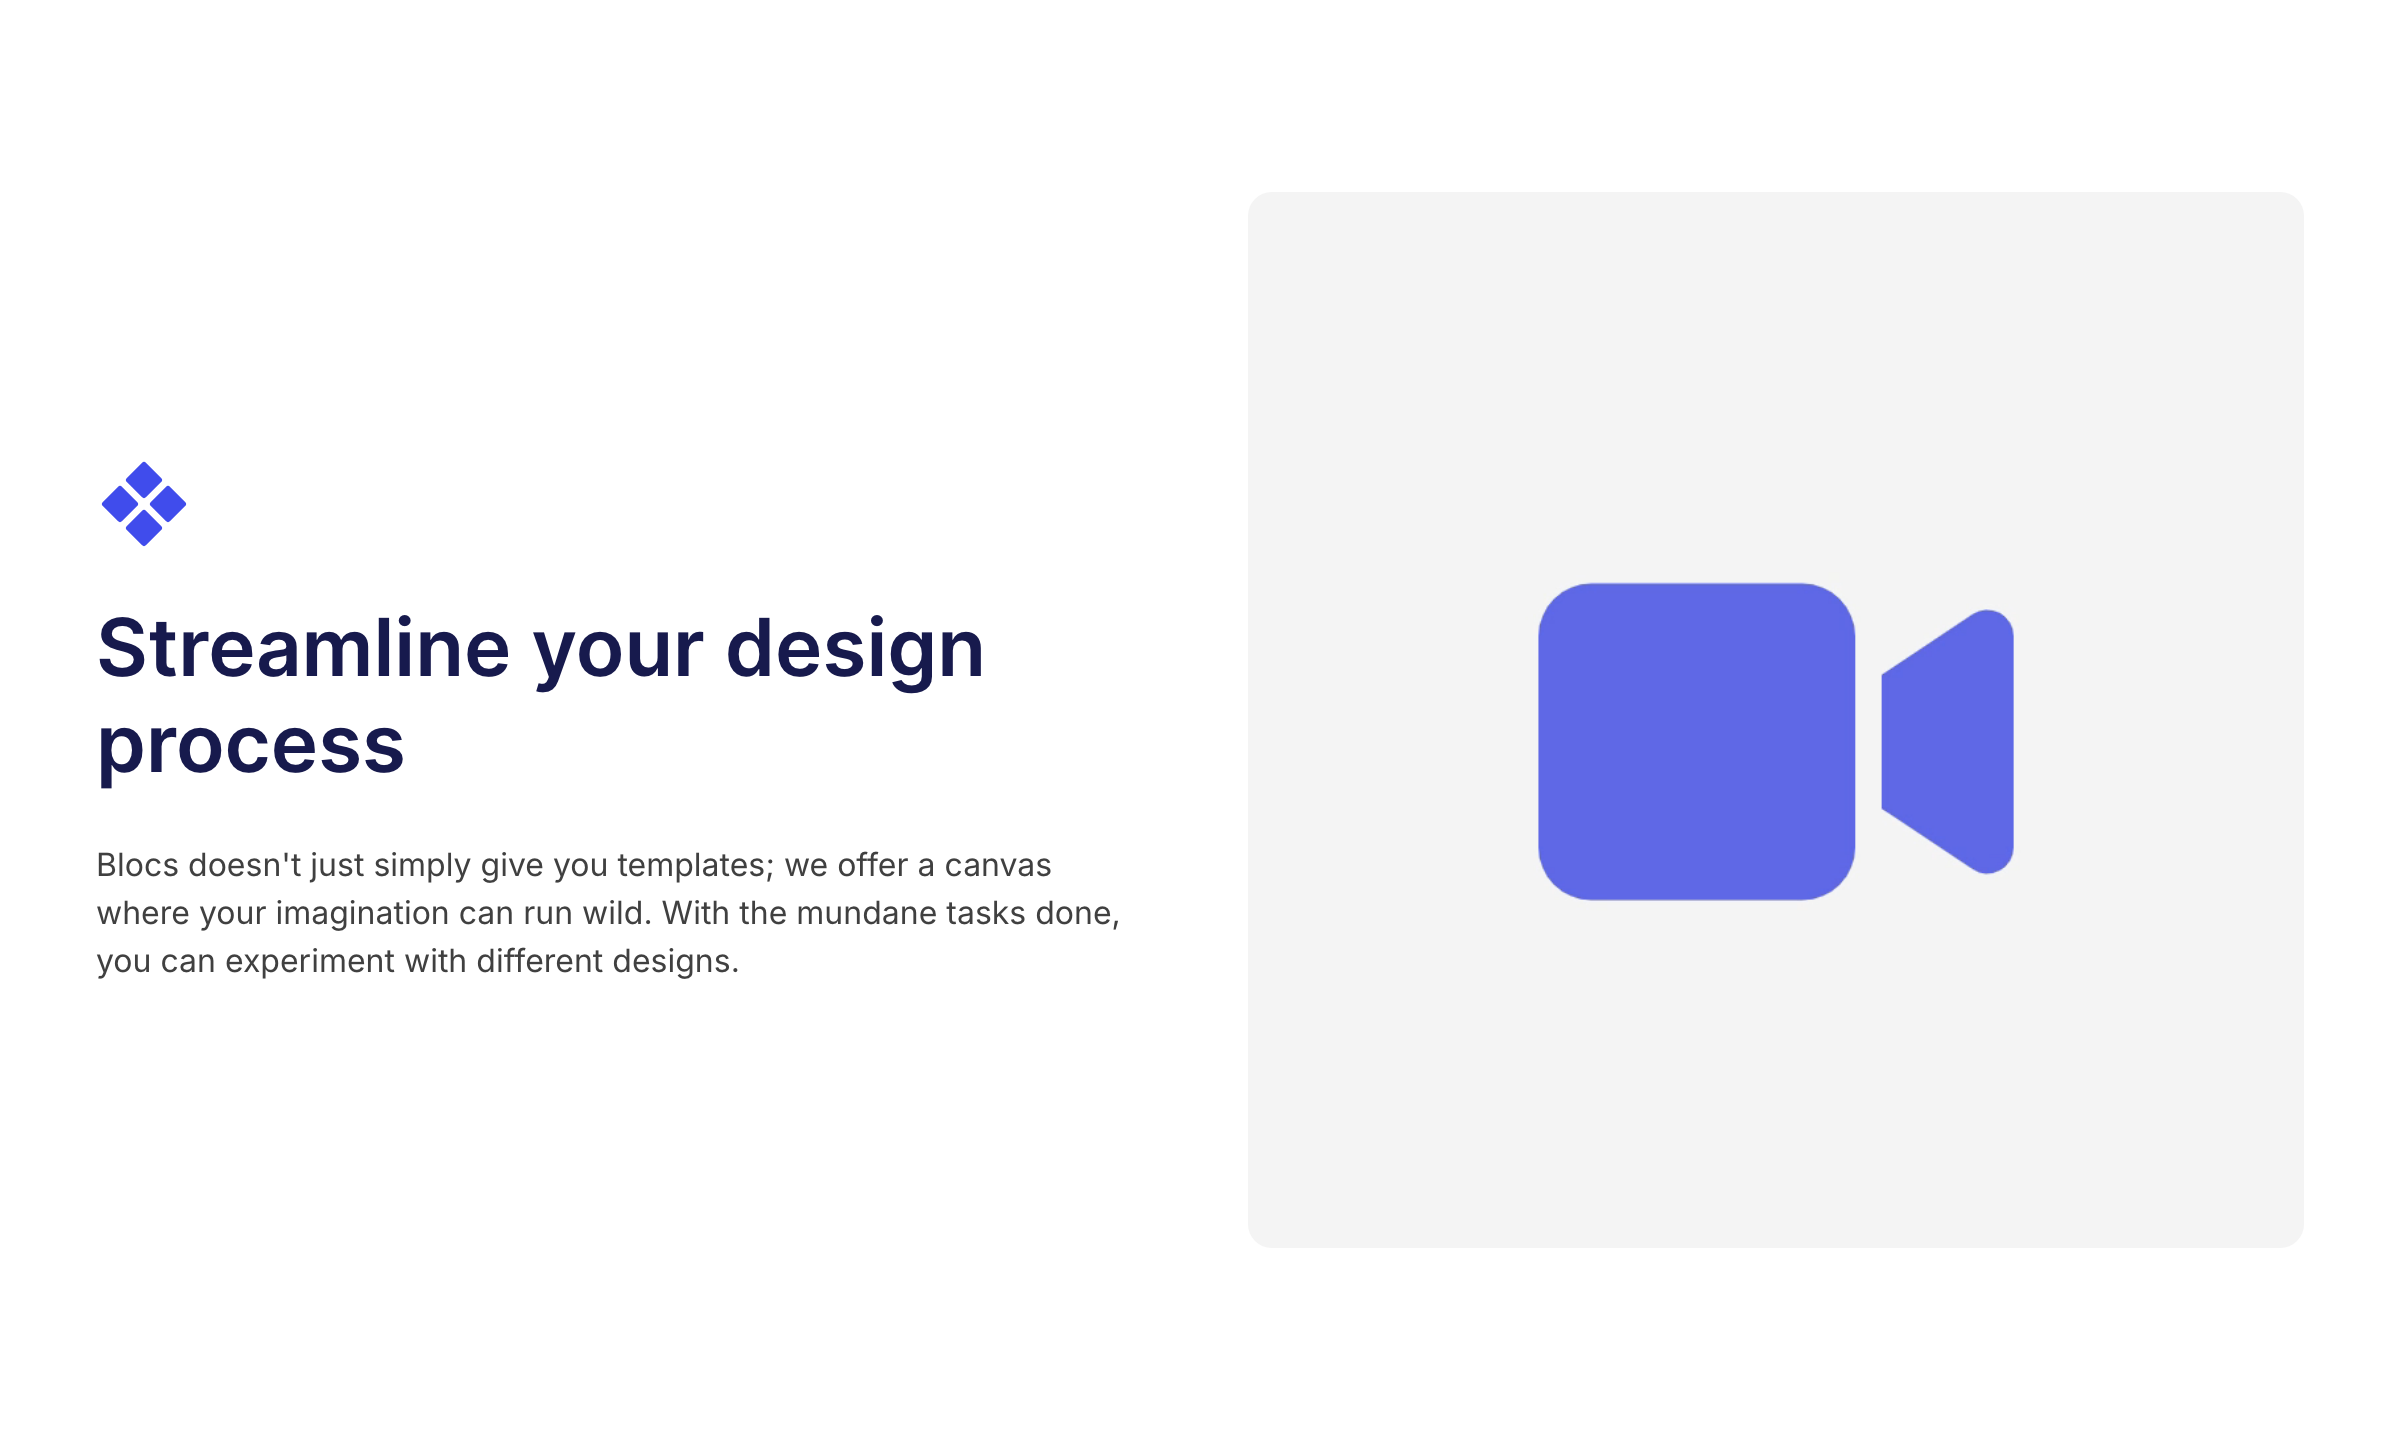 Streamline your design
process
Blocs doesn't just simply give you templates; we offer a canvas
where your imagination can run wild. With the mundane tasks done,
you can experiment with different designs.